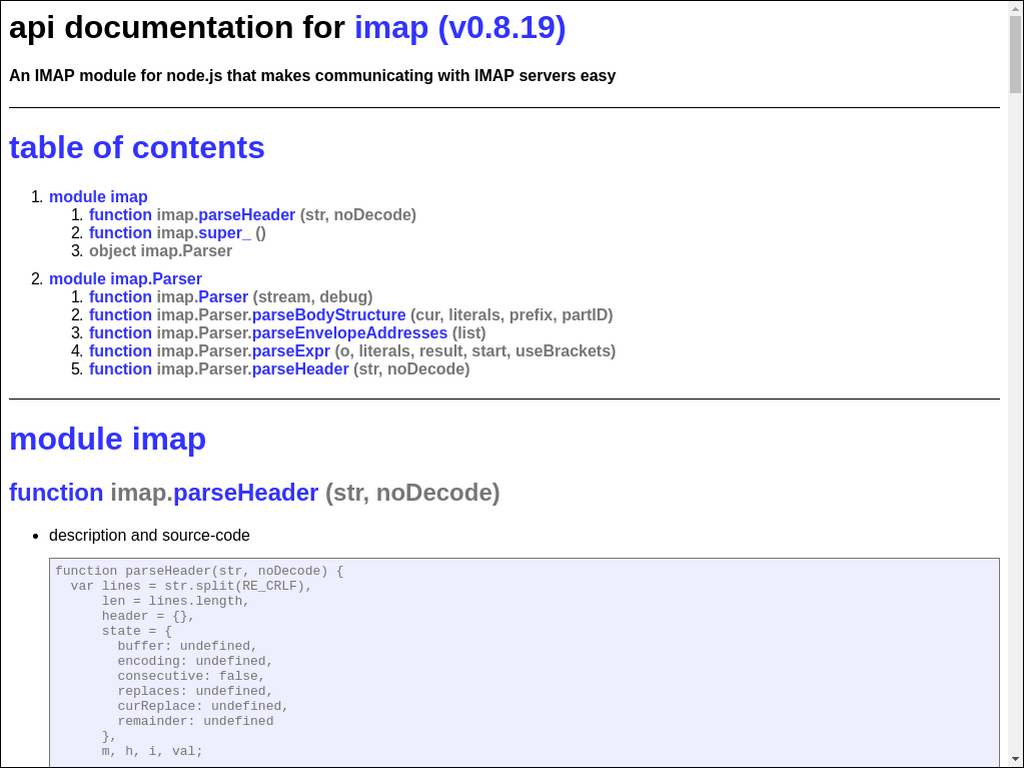 api documentation for imap (v0.8.19)
An IMAP module for node.js that makes communicating with IMAP servers easy
table of contents
1. module imap
1. function imap.parseHeader (str, noDecode)
2. function imap.super_ ()
3. object imap.Parser
2. module imap.Parser
1. function imap.Parser (stream, debug)
2. function imap.Parser.parseBodyStructure (cur, literals, prefix, partID)
3. function imap.Parser.parseEnvelopeAddresses (list)
4. function imap.Parser.parseExpr (o, literals, result, start, useBrackets)
5. function imap.Parser.parseHeader (str, noDecode)
module imap
function imap.parseHeader (str, noDecode)
• description and source-code
function parseHeader(str, noDecode) {
  var lines = str.split(RE_CRLF),
      len = lines.length,
      header = {},
      state = {
        buffer: undefined,
        encoding: undefined,
        consecutive: false,
        replaces: undefined,
        curReplace: undefined,
        remainder: undefined
      },
      m, h, i, val;